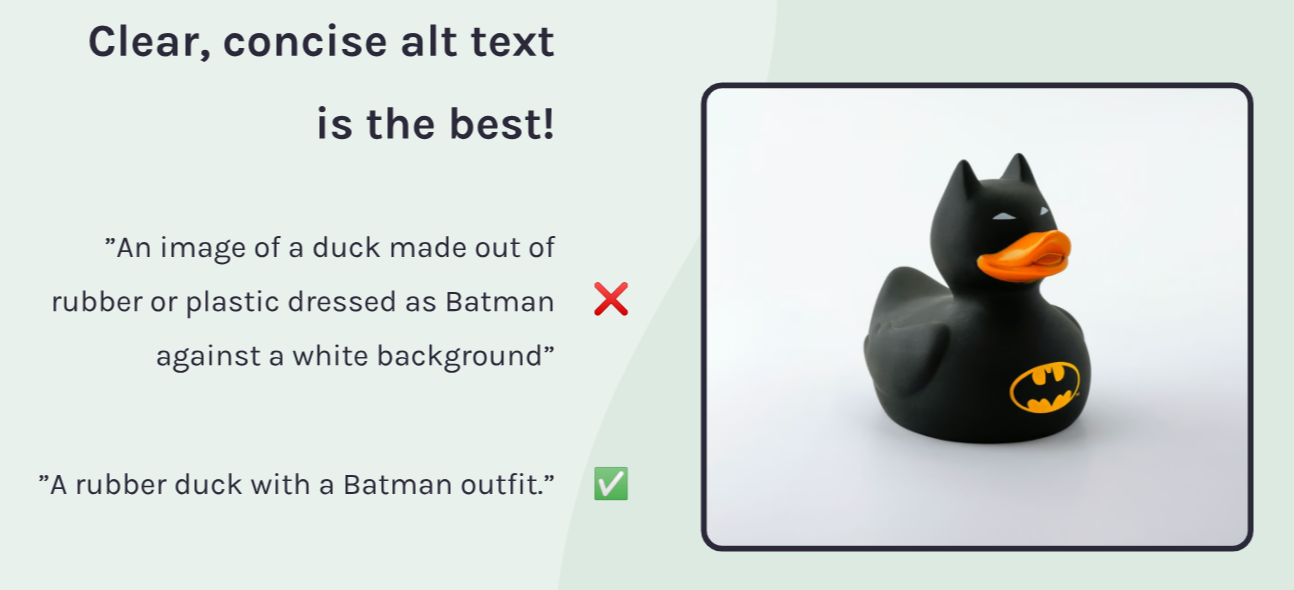 Clear, concise alt text
is the best!
”An image of a duck made out of
rubber or plastic dressed as Batman
against a white background”
”A rubber duck with a Batman outfit.”